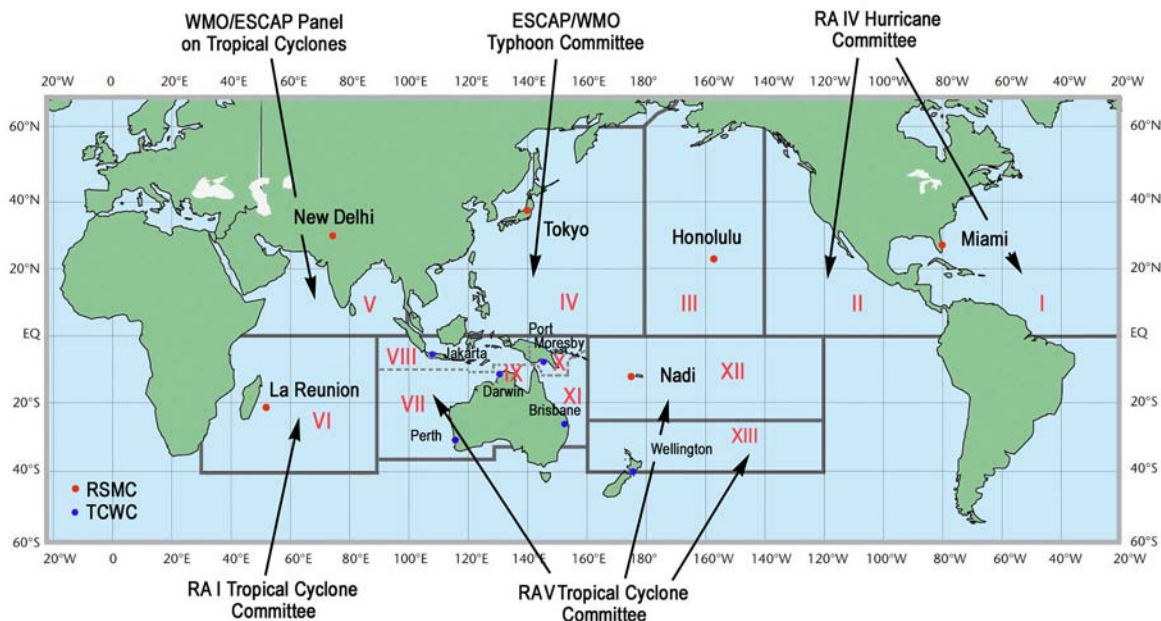 WMO/ESCAP Panel
on Tropical Cyclones
ESCAP/WMO
Typhoon Committee
RA IV Hurricane
Committee
20°W 0 20°E 40°E 60°E 80°E 100°E 120°E 140°E 160°E 180° 160°W 140°W 120°W 100°W 80°W 60°W 40°W 20°W
60°N 60°N
40°N 40°N
New Delhi
Tokyo
Honolulu
Miami
20°N 20°N
V IV III II I
EQ EQ
Port
Moresby
VIII Jakarta
X
IX
Darwin
La Reunion
Nadi
XII
VII
XI
20°S 20°S
VI
Brisbane
Perth
XIII
Wellington
40°S 40°S
RSMC
TCWC
60°S 60°S
20°W 0 20°E 40°E 60°E 80°E 100°E 120°E 140°E 160°E 180° 160°W 140°W 120°W 100°W 80°W 60°W 40°W 20°W
RA I Tropical Cyclone
Committee
RA V Tropical Cyclone
Committee